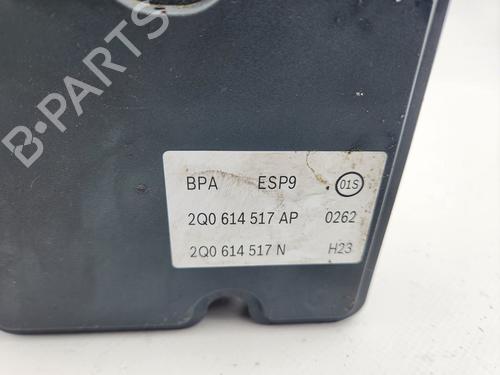 B-PARTS
BPA ESP9 01S
2Q0 614 517 AP 0262
2Q0 614 517 N H23